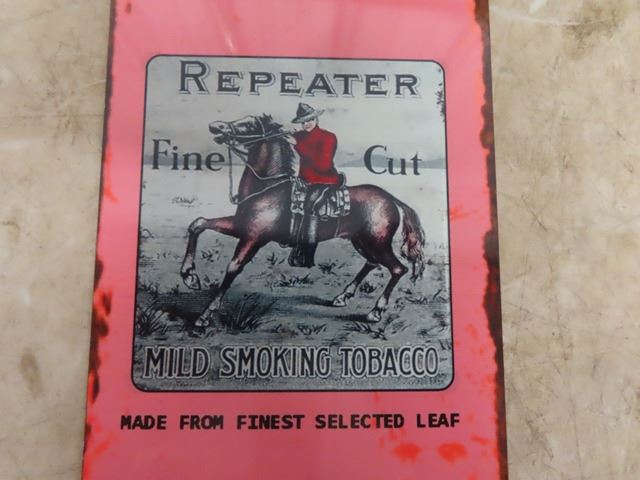 REPEATER
Fine Cut
MILD SMOKING TOBACCO
MADE FROM FINEST SELECTED LEAF